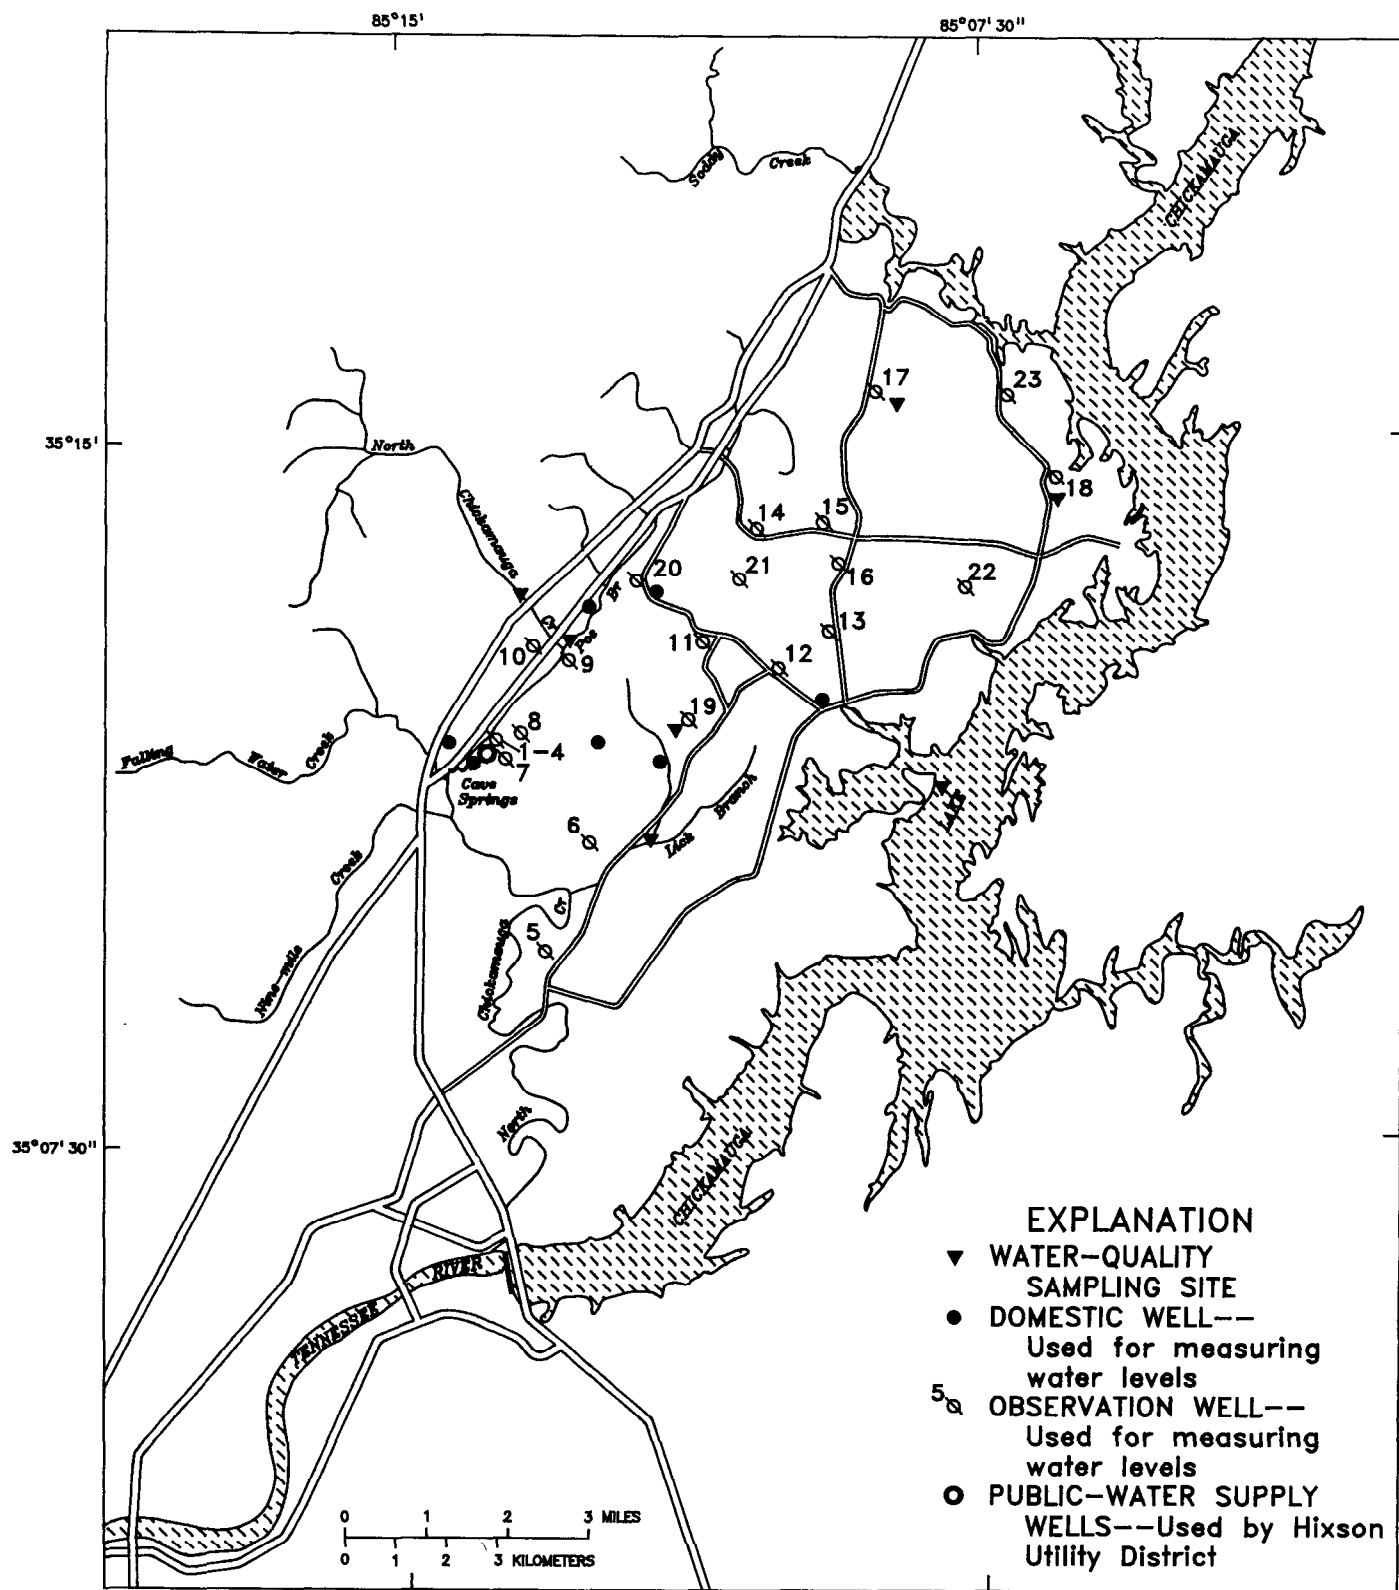 85°15'
85°07'30"
Soddy Creek
CHICKAMAUGA
17
23
35°15'
North
18
Chickamauga
14
15
20
21
16
22
Br
13
Poe
11
10
9
12
19
8
1-4
7
Falling Water Creek
Cave
Springs
LAKE
Branch
6
Lick
Creek
Cr
5
Chickamauga
Nine-Mile
North
35°07'30"
CHICKAMAUGA
RIVER
TENNESSEE
EXPLANATION
WATER-QUALITY
SAMPLING SITE
DOMESTIC WELL--
Used for measuring
water levels
5
OBSERVATION WELL--
Used for measuring
water levels
PUBLIC-WATER SUPPLY
WELLS--Used by Hixson
Utility District
0 1 2 3 MILES
0 1 2 3 KILOMETERS